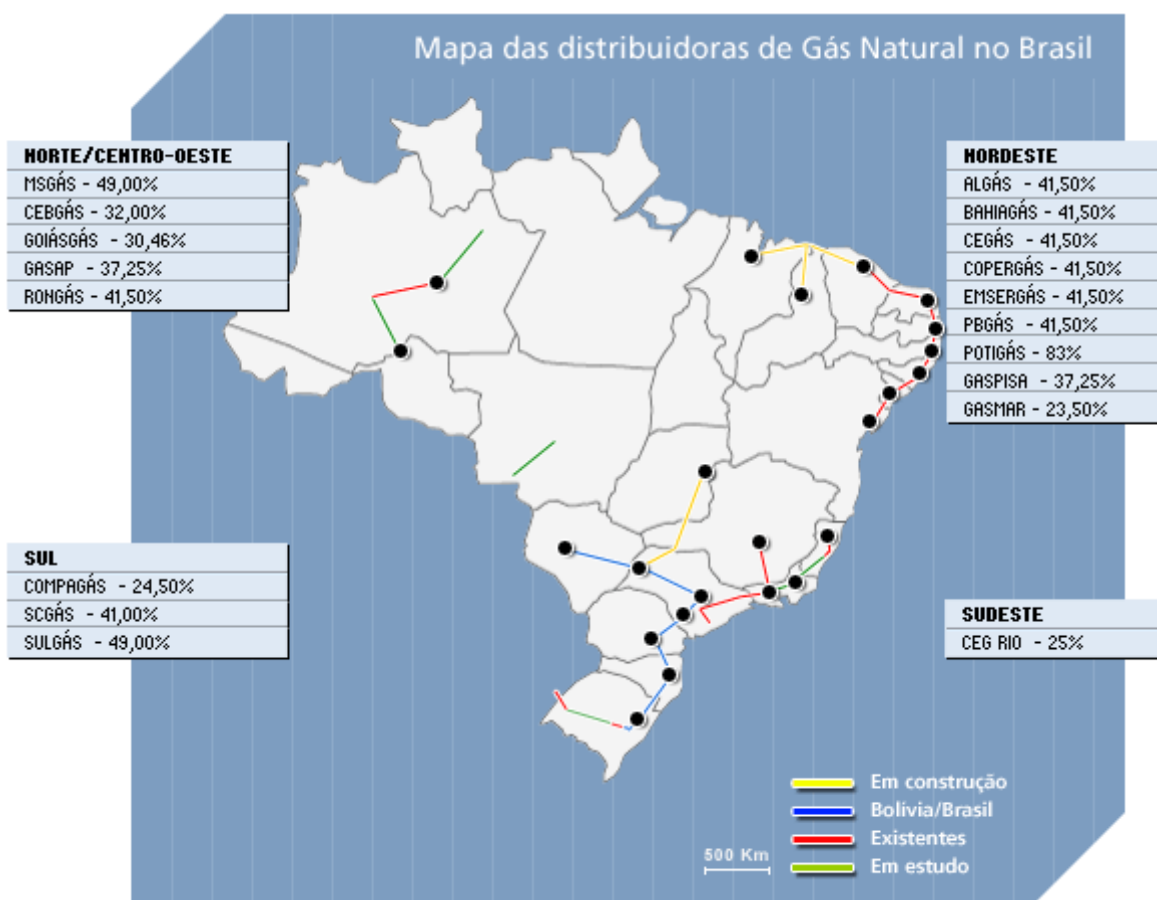 Mapa das distribuidoras de Gás Natural no Brasil
NORTE/CENTRO-OESTE
MSGÁS - 49,00%
CEBGÁS - 32,00%
GOIÁSGÁS - 30,46%
GASAP - 37,25%
RONGÁS - 41,50%
NORDESTE
ALGÁS - 41,50%
BAHIAGÁS - 41,50%
CEGÁS - 41,50%
COPERGÁS - 41,50%
EMSERGÁS - 41,50%
PBGÁS - 41,50%
POTIGÁS - 83%
GASPISA - 37,25%
GASMAR - 23,50%
SUL
COMPAGÁS - 24,50%
SCGÁS - 41,00%
SULGÁS - 49,00%
SUDESTE
CEG RIO - 25%
Em construção
Bolívia/Brasil
Existentes
Em estudo
500 Km